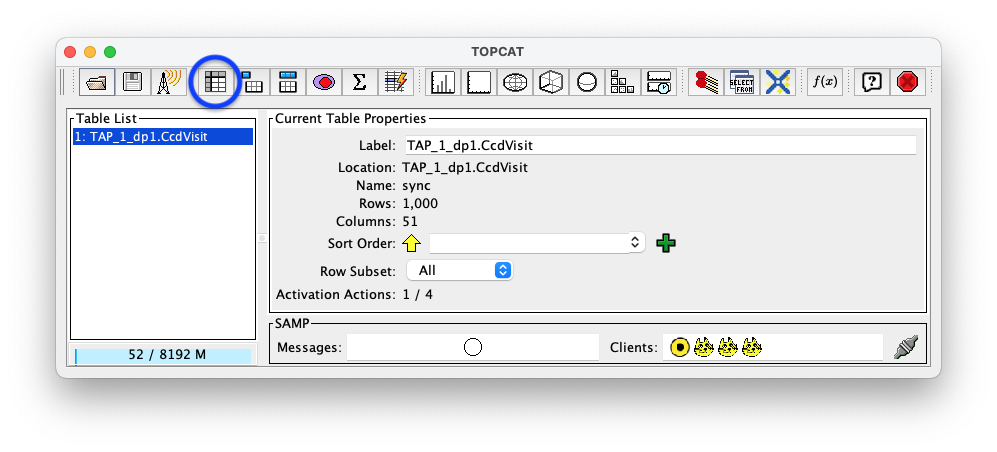 TOPCAT
Σ
SELECT
FROM
f(x)
?
Table List
1: TAP_1_dp1.CcdVisit
52 / 8192 M
Current Table Properties
Label: TAP_1_dp1.CcdVisit
Location: TAP_1_dp1.CcdVisit
Name: sync
Rows: 1,000
Columns: 51
Sort Order:
Row Subset: All
Activation Actions: 1 / 4
SAMP
Messages:
Clients: